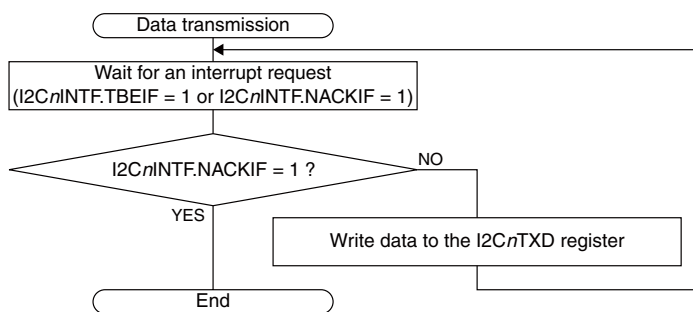 Data transmission
Wait for an interrupt request
(I2CnINTF.TBEIF = 1 or I2CnINTF.NACKIF = 1)
I2CnINTF.NACKIF = 1 ?
NO
YES
Write data to the I2CnTXD register
End